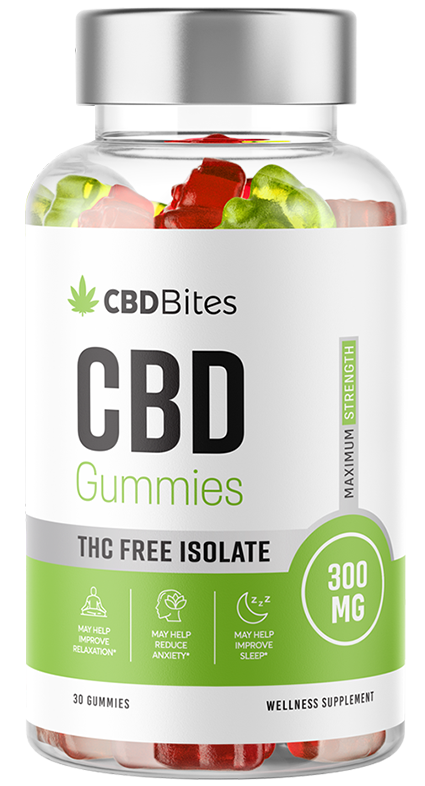 CBDBites
CBD
Gummies
MAXIMUM STRENGTH
THC FREE ISOLATE
300
MG
MAY HELP
IMPROVE
RELAXATION*
MAY HELP
REDUCE
ANXIETY*
MAY HELP
IMPROVE
SLEEP*
zzz
30 GUMMIES
WELLNESS SUPPLEMENT